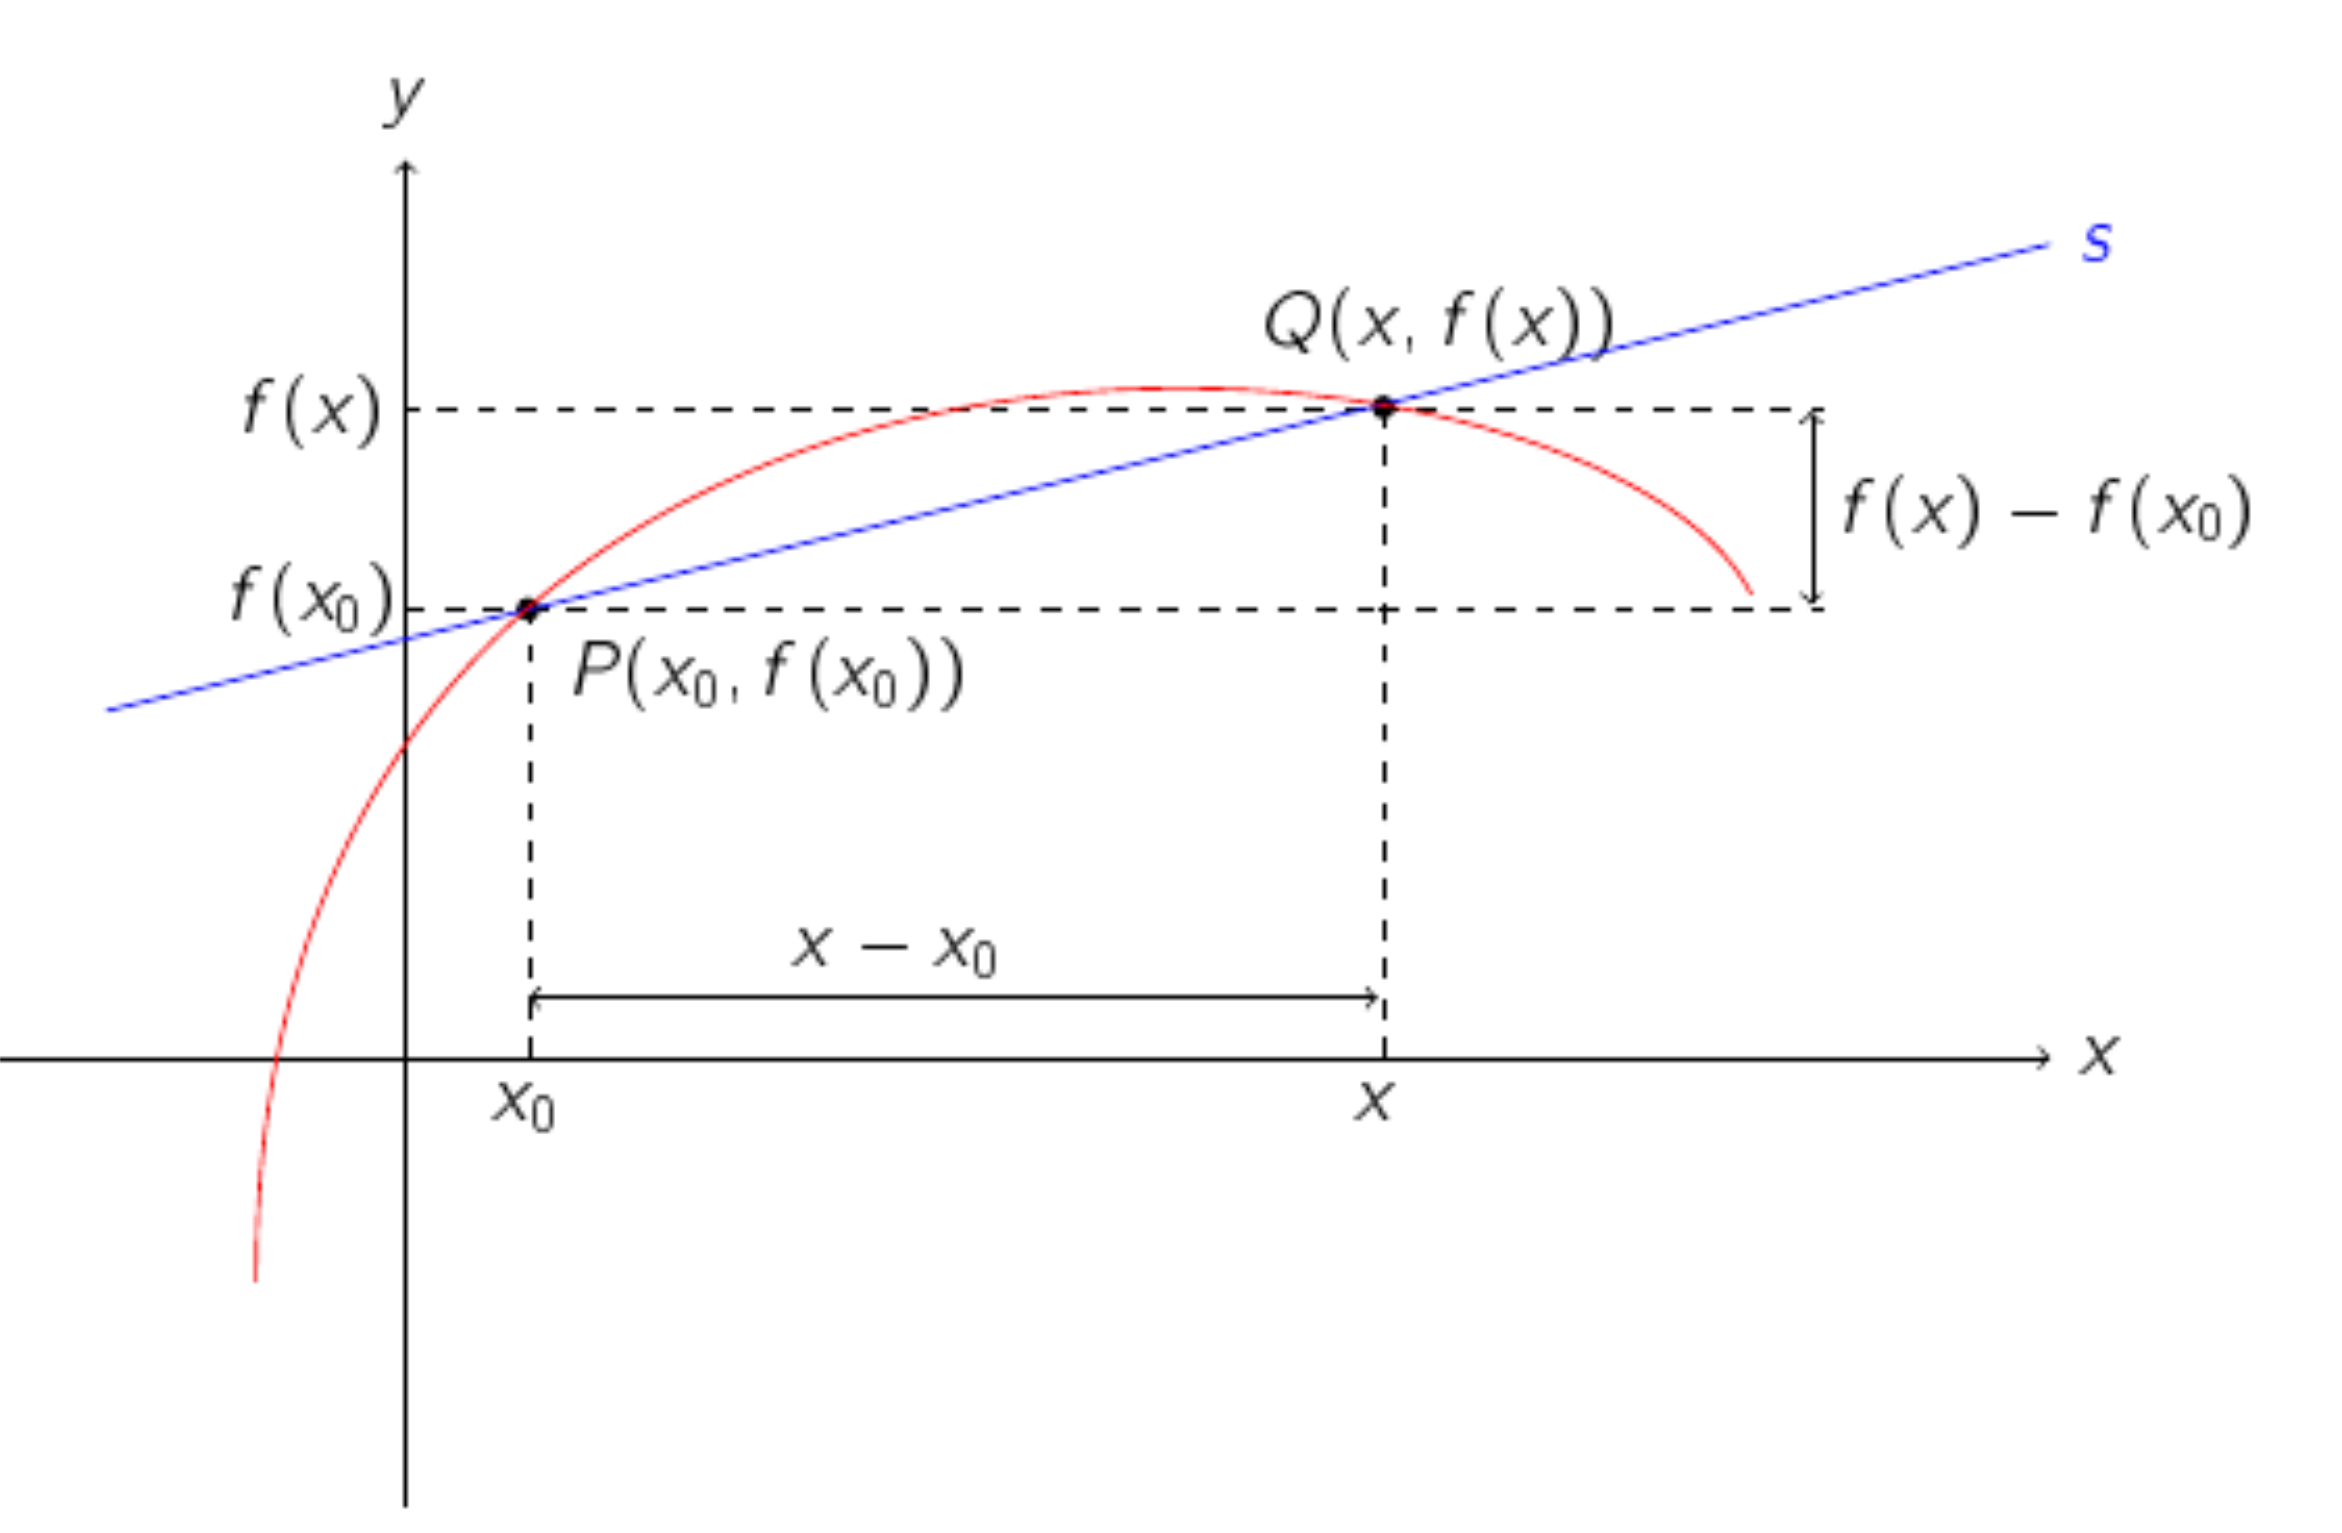 y
s
Q(x, f(x))
f(x)
f(x) − f(x₀)
f(x₀)
P(x₀, f(x₀))
x − x₀
x
x₀
x